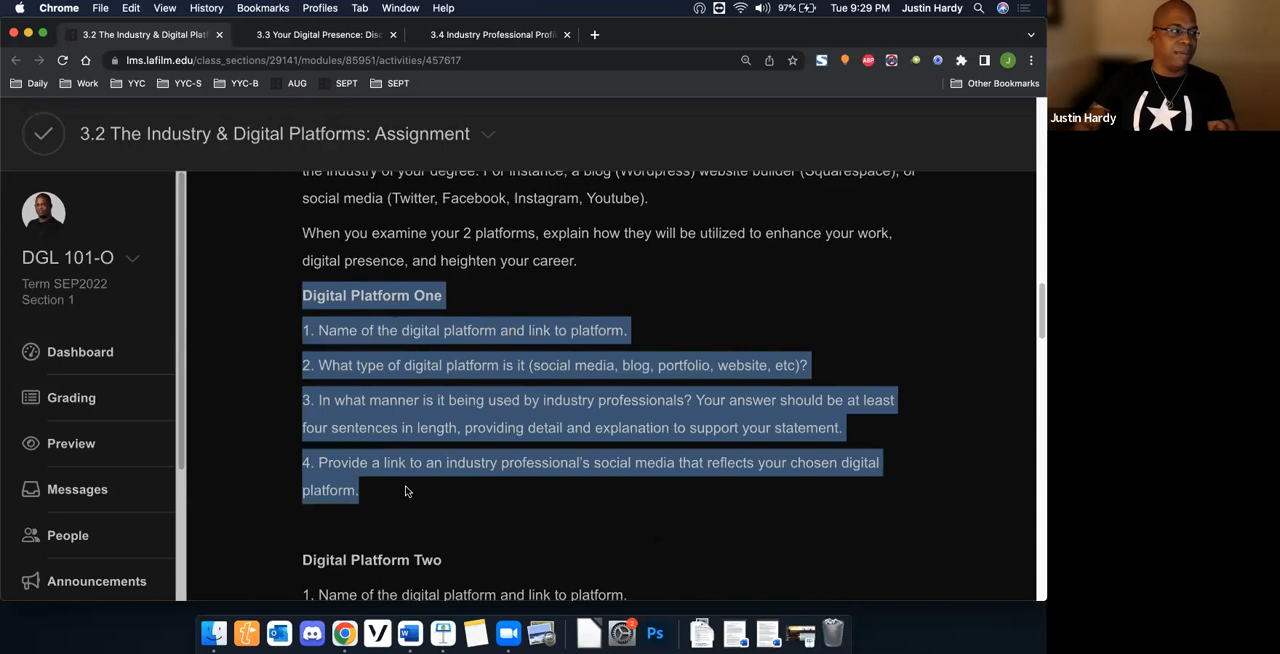 Chrome File Edit View History Bookmarks Profiles Tab Window Help 97% Tue 9:29 PM Justin Hardy
3.2 The Industry & Digital Platf 3.3 Your Digital Presence: Disc 3.4 Industry Professional Profi
lms.lafilm.edu/class_sections/29141/modules/85951/activities/457617
Daily Work YYC YYC-S YYC-B AUG SEPT SEPT Other Bookmarks
Justin Hardy
3.2 The Industry & Digital Platforms: Assignment
the industry of your degree. For instance, a blog (Wordpress) website builder (Squarespace), or
social media (Twitter, Facebook, Instagram, Youtube).
When you examine your 2 platforms, explain how they will be utilized to enhance your work,
digital presence, and heighten your career.
Digital Platform One
1. Name of the digital platform and link to platform.
2. What type of digital platform is it (social media, blog, portfolio, website, etc)?
3. In what manner is it being used by industry professionals? Your answer should be at least
four sentences in length, providing detail and explanation to support your statement.
4. Provide a link to an industry professional's social media that reflects your chosen digital
platform.
Digital Platform Two
1. Name of the digital platform and link to platform.
DGL 101-O
Term SEP2022
Section 1
Dashboard
Grading
Preview
Messages
People
Announcements
Ps